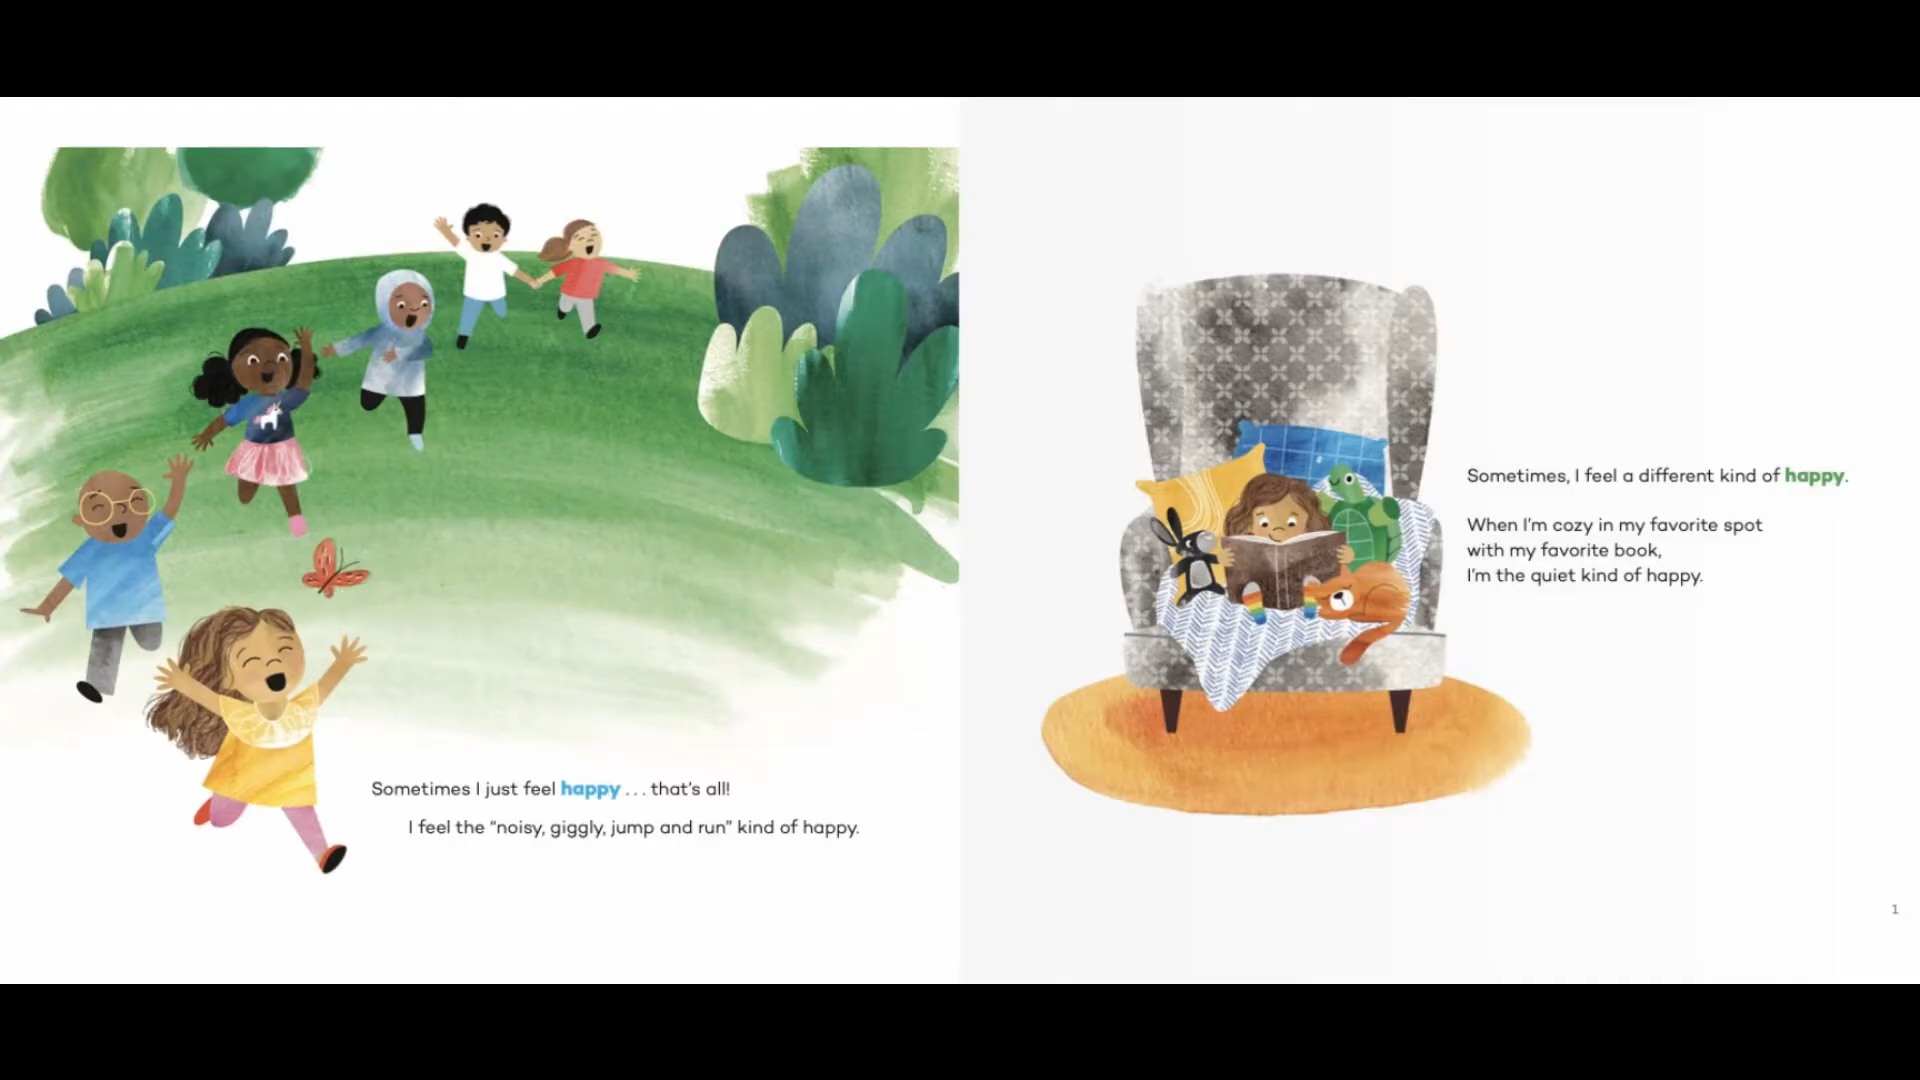 Sometimes I just feel happy . . . that's all!
I feel the “noisy, giggly, jump and run” kind of happy.
Sometimes, I feel a different kind of happy.
When I'm cozy in my favorite spot
with my favorite book,
I'm the quiet kind of happy.
1